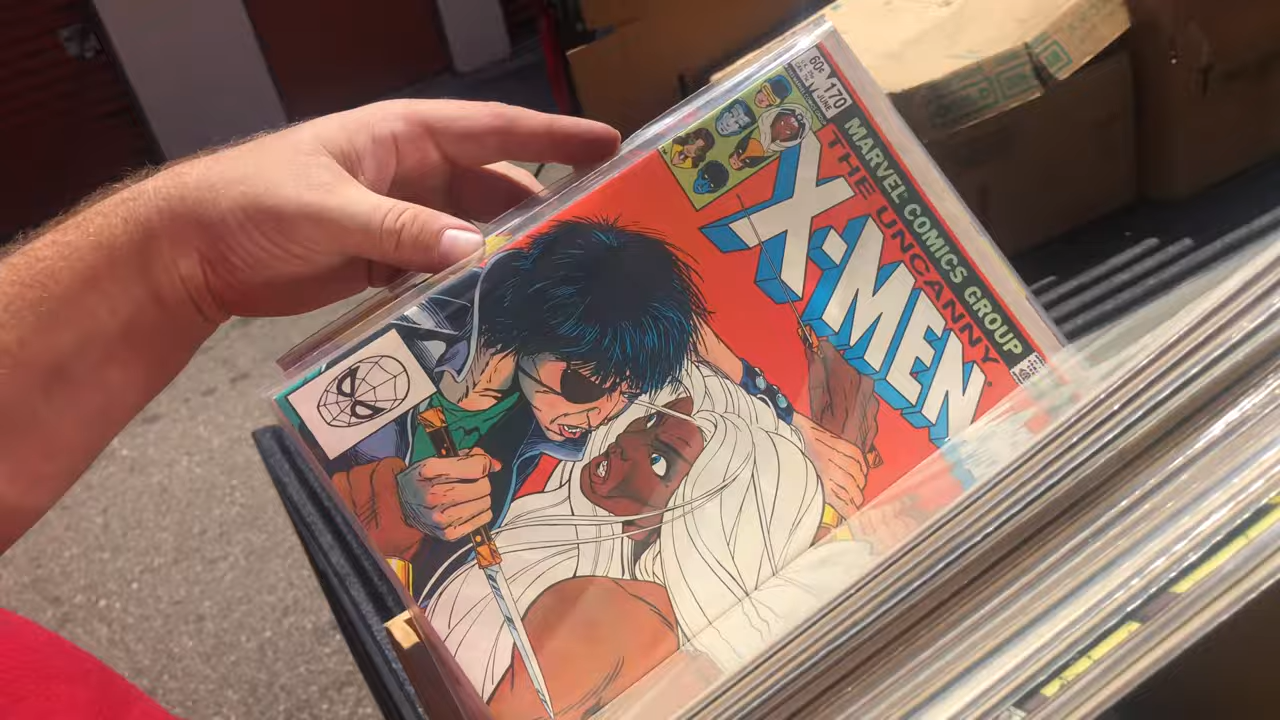 60¢
170
JUNE
MARVEL COMICS GROUP
THE UNCANNY
X-MEN